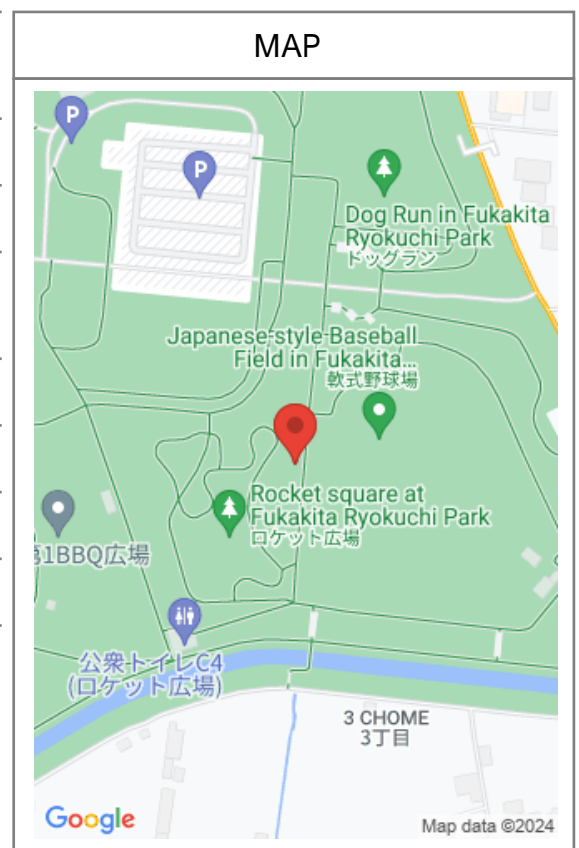 MAP
P
P
Dog Run in Fukakita
Ryokuchi Park
ドッグラン
Japanese-style Baseball
Field in Fukakita...
軟式野球場
Rocket square at
Fukakita Ryokuchi Park
ロケット広場
1BBQ広場
公衆トイレC4
(ロケット広場)
3 CHOME
3丁目
Google
Map data ©2024